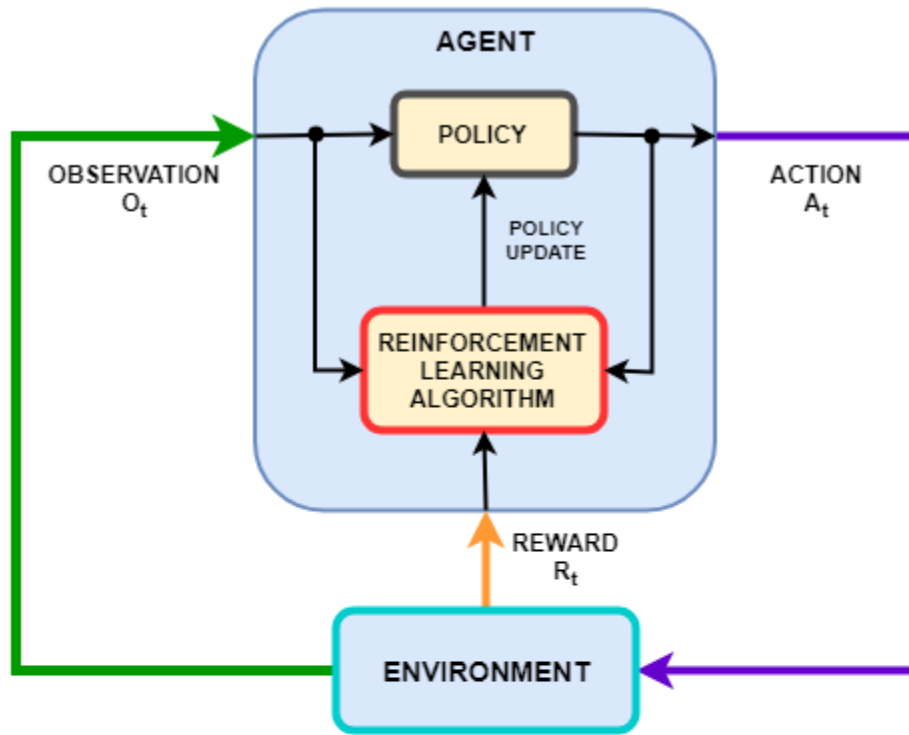 AGENT
POLICY
OBSERVATION
Oₜ
ACTION
Aₜ
POLICY
UPDATE
REINFORCEMENT
LEARNING
ALGORITHM
REWARD
Rₜ
ENVIRONMENT